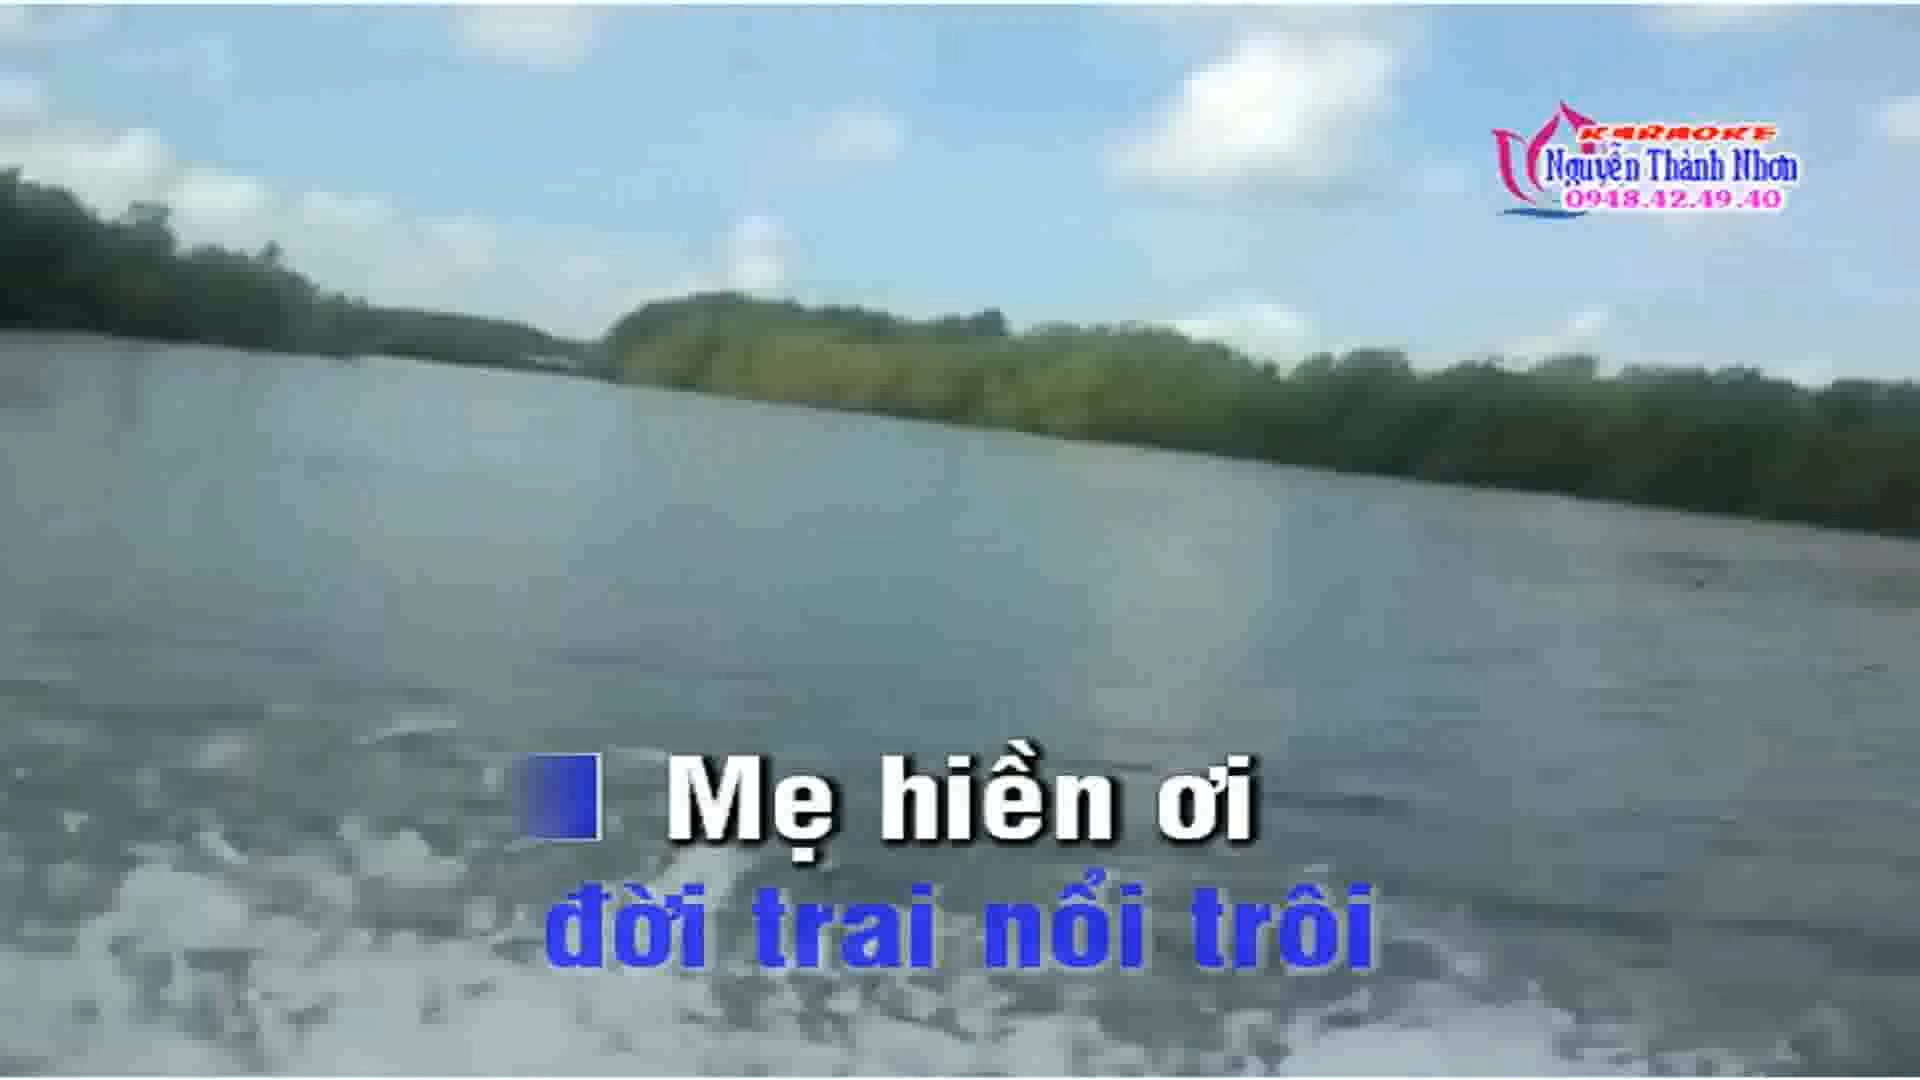 KARAOKE
Nguyễn Thành Nhơn
0948.42.49.40
Mẹ hiền ơi
đời trai nổi trôi